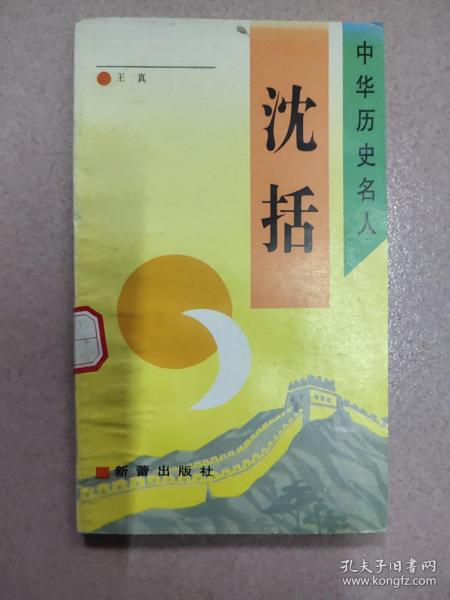 中华历史名人
沈括
王真
新蕾出版社
孔夫子旧书网
www.kongfz.com